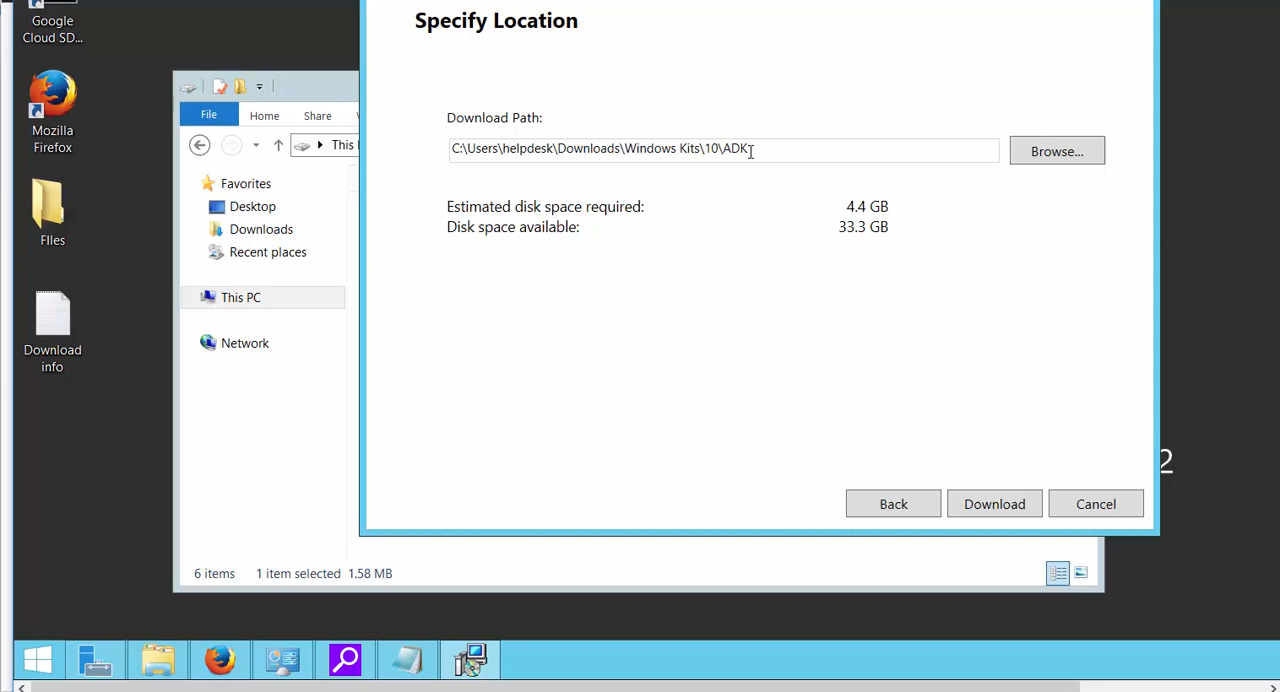 Google
Cloud SD...
Mozilla
Firefox
FIles
Download
info
File
Home
Share
This
Favorites
Desktop
Downloads
Recent places
This PC
Network
6 items
1 item selected 1.58 MB
Specify Location
Download Path:
C:\Users\helpdesk\Downloads\Windows Kits\10\ADK
Browse...
Estimated disk space required: 4.4 GB
Disk space available: 33.3 GB
Back
Download
Cancel
2